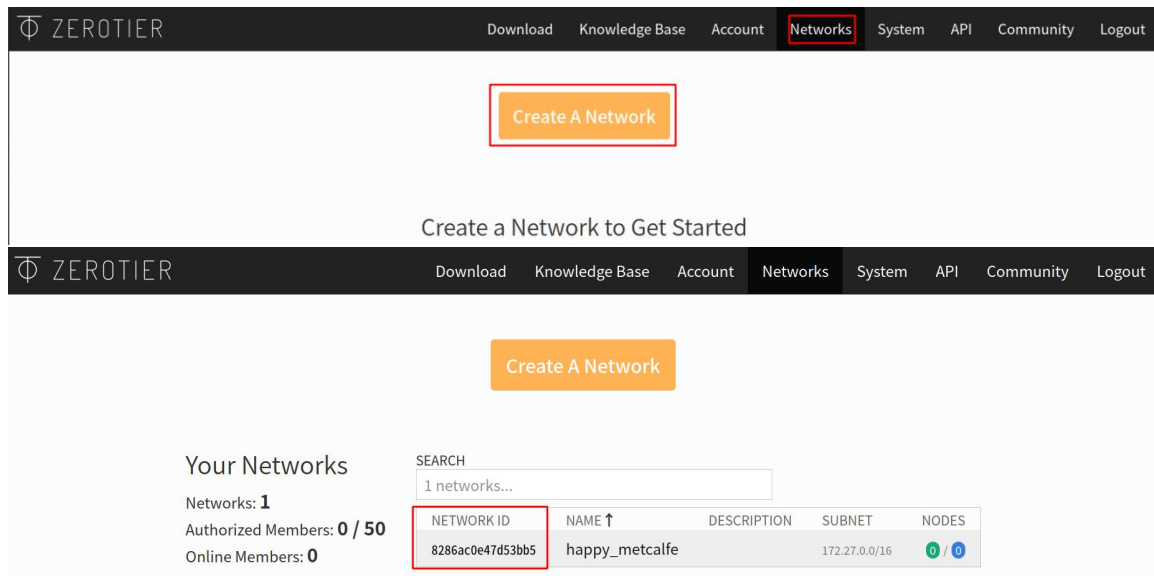 ZEROTIER Download Knowledge Base Account Networks System API Community Logout
Create A Network
Create a Network to Get Started
ZEROTIER Download Knowledge Base Account Networks System API Community Logout
Create A Network
Your Networks
Networks: 1
Authorized Members: 0 / 50
Online Members: 0
SEARCH
1 networks...
NETWORK ID NAME ↑ DESCRIPTION SUBNET NODES
8286ac0e47d53bb5 happy_metcalfe 172.27.0.0/16 0 / 0